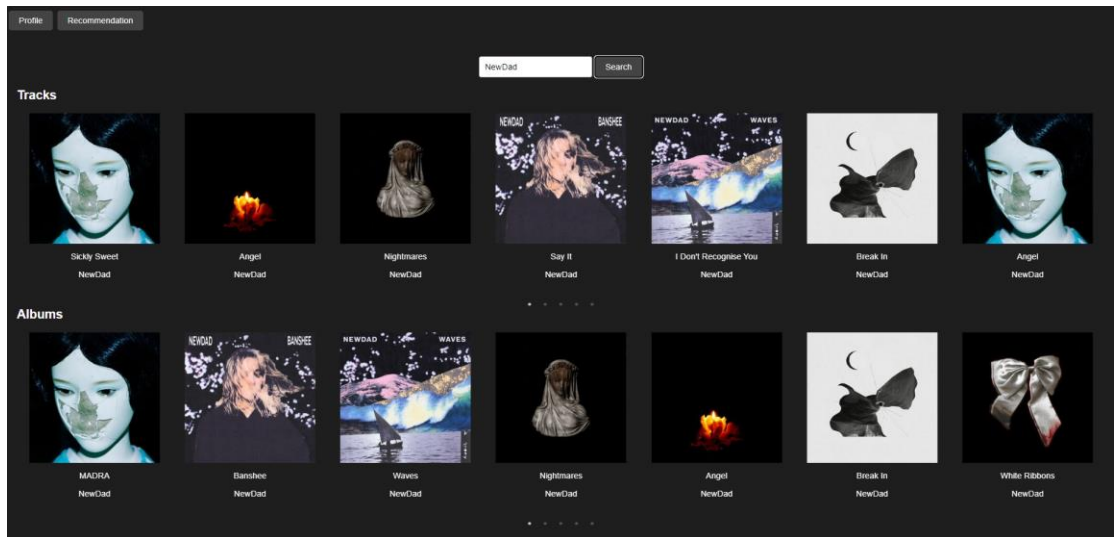 Profile Recommendation
NewDad Search
Tracks
NEWDAD BANSHEE NEWDAD WAVES
Sickly Sweet Angel Nightmares Say It I Don't Recognise You Break In Angel
NewDad NewDad NewDad NewDad NewDad NewDad NewDad
Albums
NEWDAD BANSHEE NEWDAD WAVES
MADRA Banshee Waves Nightmares Angel Break In White Ribbons
NewDad NewDad NewDad NewDad NewDad NewDad NewDad